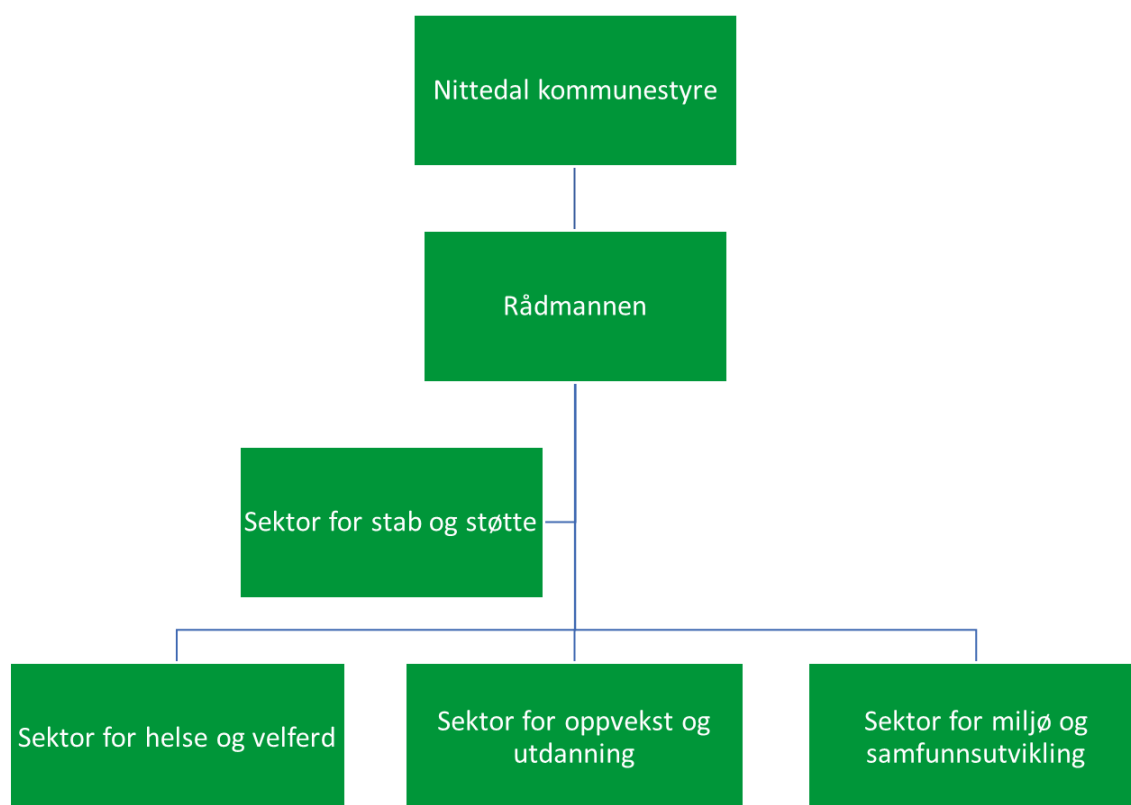 Nittedal kommunestyre
Rådmannen
Sektor for stab og støtte
Sektor for helse og velferd
Sektor for oppvekst og
utdanning
Sektor for miljø og
samfunnsutvikling